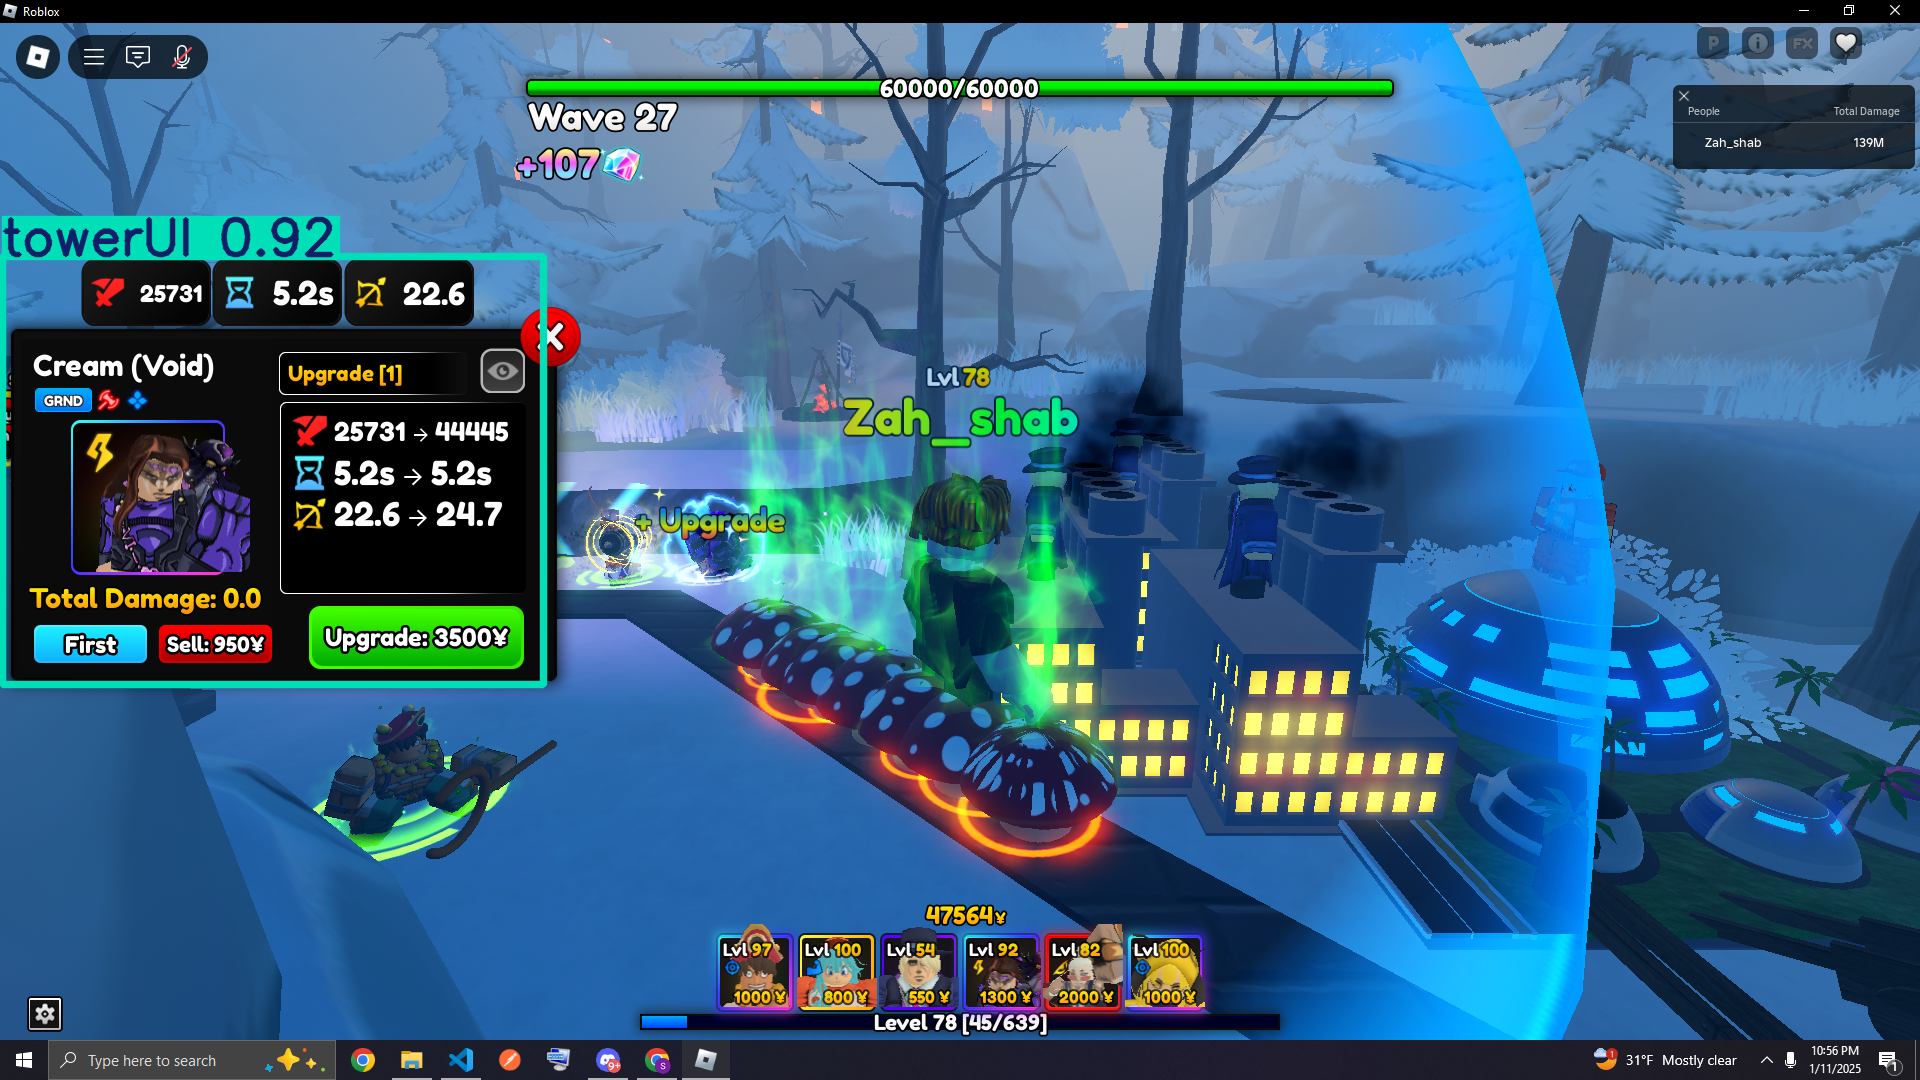 Roblox
60000/60000
Wave 27
+107
P
FX
People Total Damage
Zah_shab 139M
towerUI 0.92
25731 5.2s 22.6
Cream (Void)
GRND
Upgrade [1]
25731 → 44445
5.2s → 5.2s
22.6 → 24.7
Total Damage: 0.0
First
Sell: 950¥
Upgrade: 3500¥
Lvl 78
Zah_shab
+ Upgrade
47564¥
Lvl 97 Lvl 100 Lvl 54 Lvl 92 Lvl 82 Lvl 100
1000 ¥ 800 ¥ 550 ¥ 1300 ¥ 2000 ¥ 1000 ¥
Level 78 [45/639]
Type here to search
9+
S
1
31°F Mostly clear
10:56 PM
1/11/2025
1